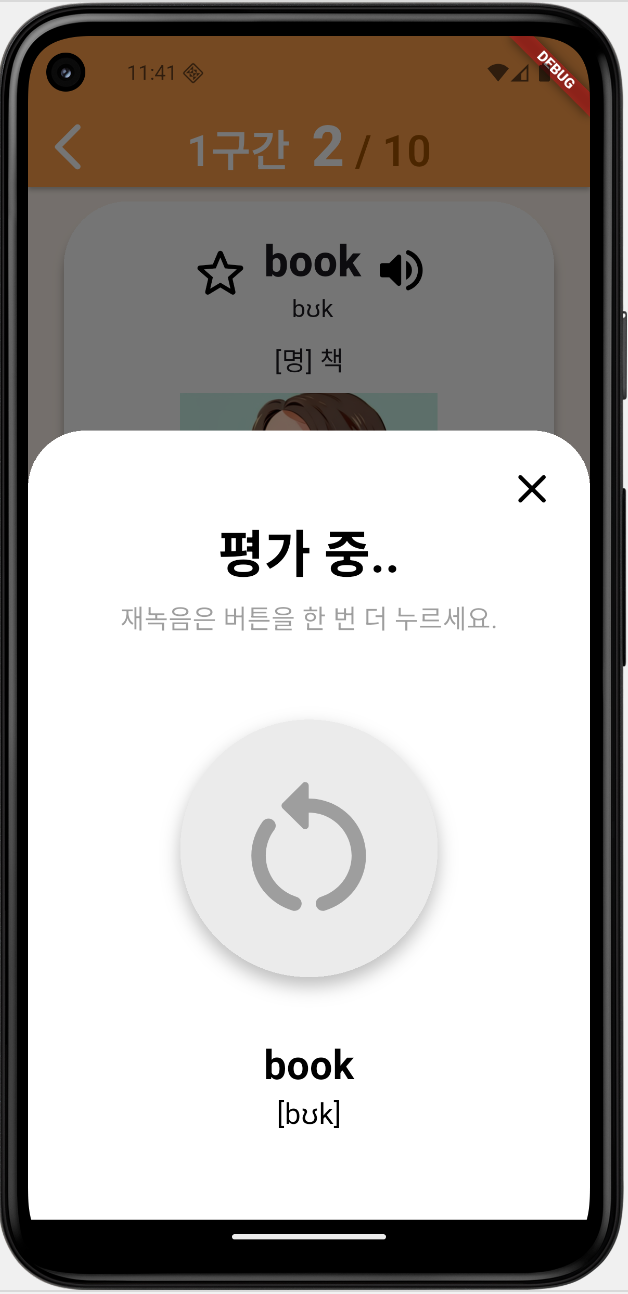 11:41
DEBUG
1구간 2 / 10
book
bʊk
[명] 책
평가 중..
재녹음은 버튼을 한 번 더 누르세요.
book
[bʊk]